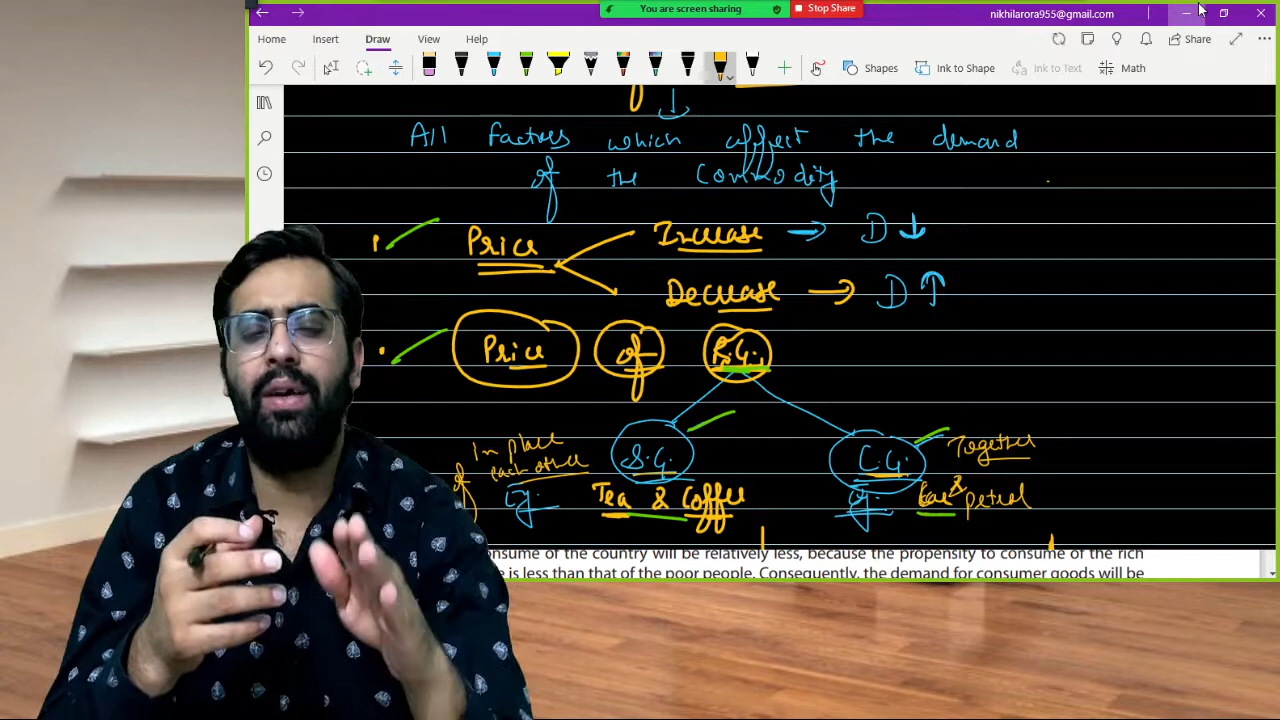 You are screen sharing Stop Share
nikhilarora955@gmail.com
Home Insert Draw View Help
Share
Shapes Ink to Shape Ink to Text Math
All factors which affect the demand
of the Commodity
1 Price Increase → D ↓
Decrease → D ↑
Price of R.G.
In place
of each other
S.G.
C.G. Together
Eg. Tea & Coffee
Eg. Car & petrol
consume of the country will be relatively less, because the propensity to consume of the rich
e is less than that of the poor people. Consequently, the demand for consumer goods will be